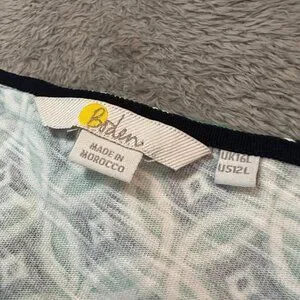 Boden
MADE IN
MOROCCO
UK16L
US12L